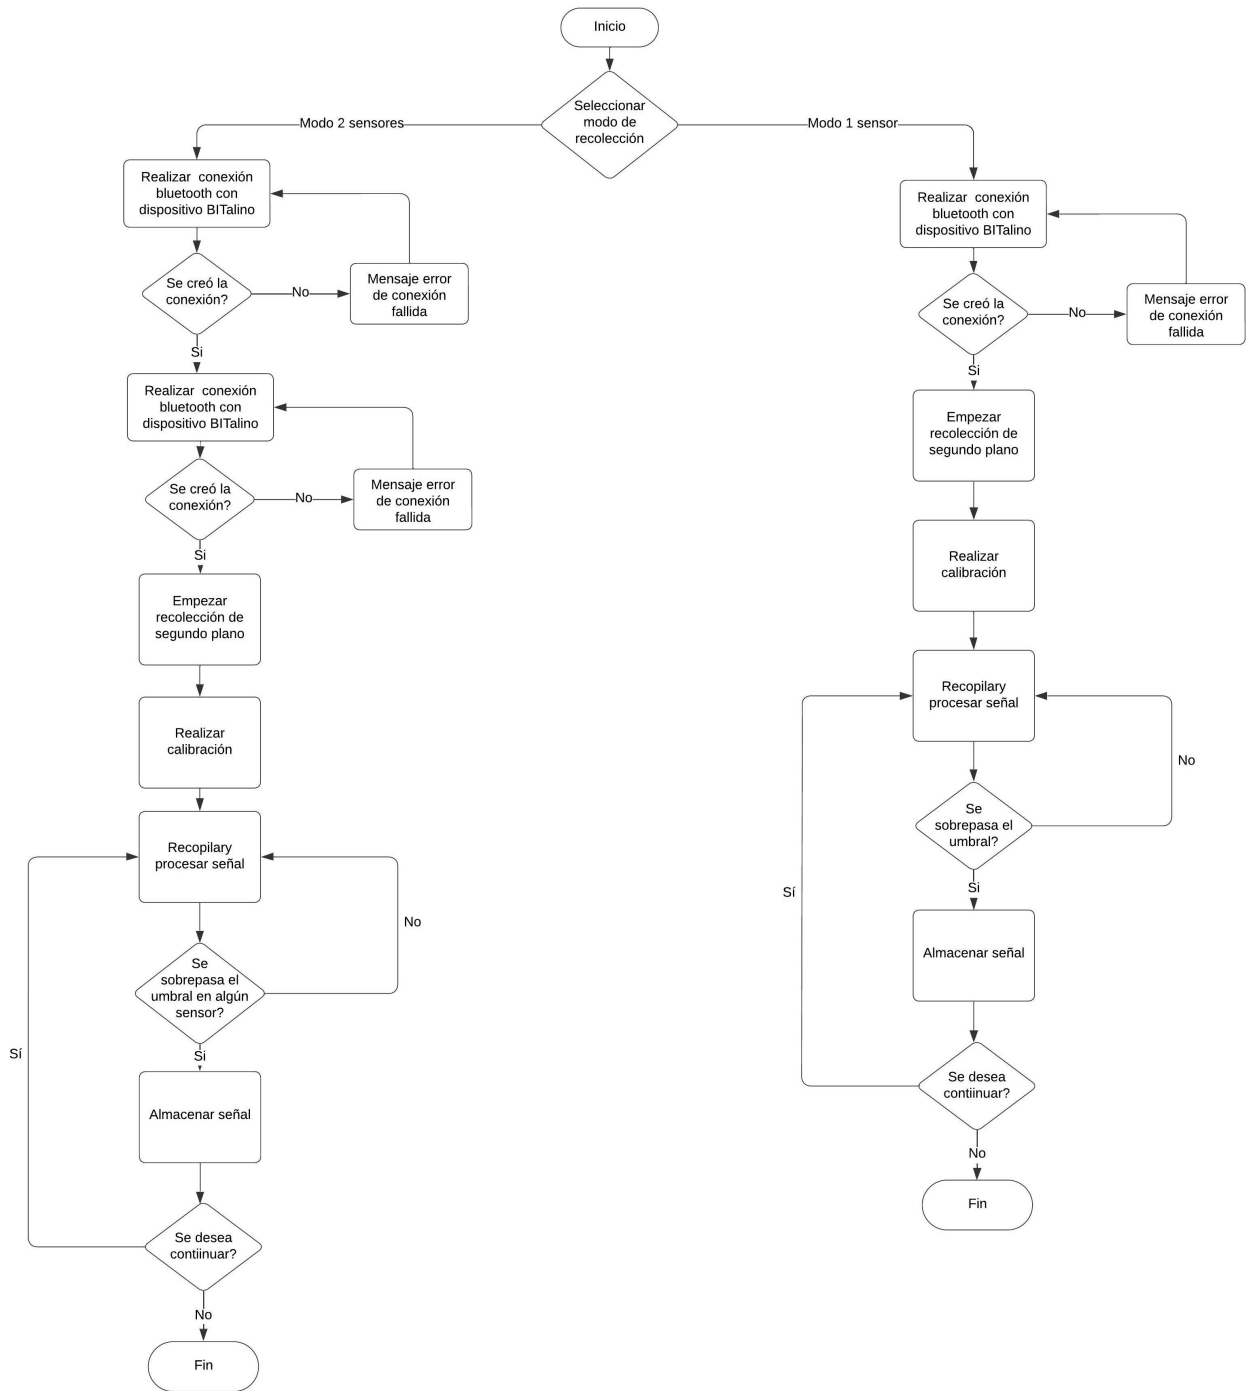 Inicio
Seleccionar
modo de
recolección
Modo 2 sensores
Modo 1 sensor
Realizar conexión
bluetooth con
dispositivo BITalino
Se creó la
conexión?
No
Mensaje error
de conexión
fallida
Si
Realizar conexión
bluetooth con
dispositivo BITalino
Se creó la
conexión?
No
Mensaje error
de conexión
fallida
Si
Empezar
recolección de
segundo plano
Realizar
calibración
Recopilary
procesar señal
No
Se
sobrepasa el
umbral en algún
sensor?
Sí
Si
Almacenar señal
Se desea
contiinuar?
No
Fin
Realizar conexión
bluetooth con
dispositivo BITalino
Se creó la
conexión?
No
Mensaje error
de conexión
fallida
Si
Empezar
recolección de
segundo plano
Realizar
calibración
Recopilary
procesar señal
No
Se
sobrepasa el
umbral?
Sí
Si
Almacenar señal
Se desea
contiinuar?
No
Fin